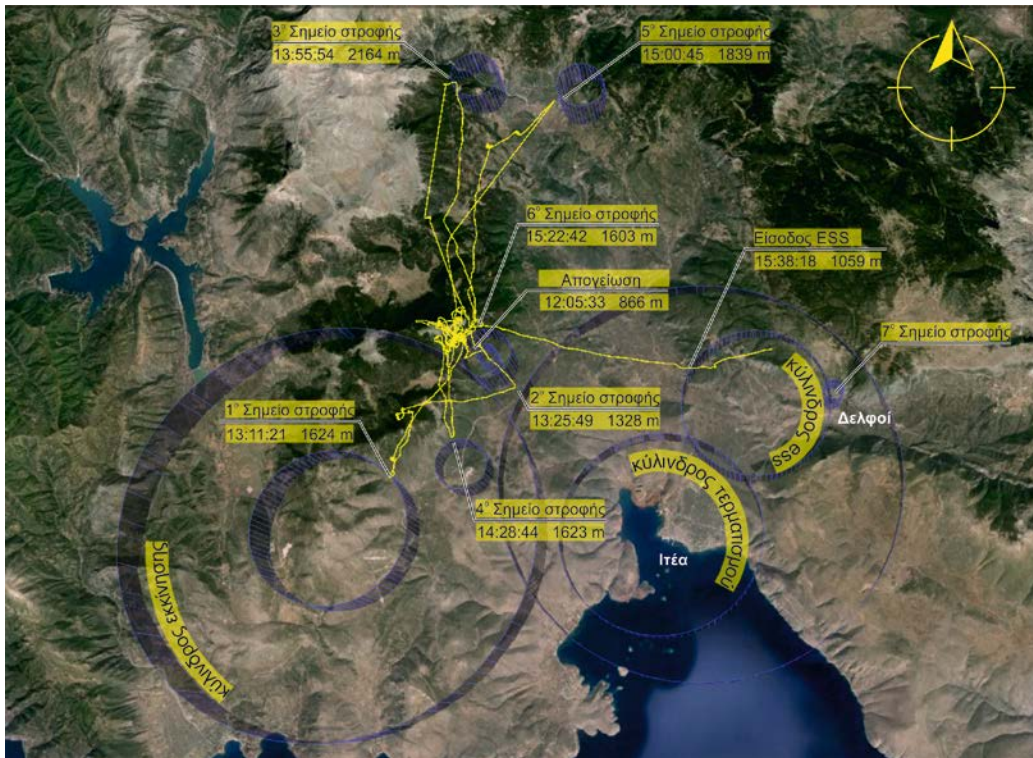 3° Σημείο στροφής
13:55:54 2164 m
5° Σημείο στροφής
15:00:45 1839 m
6° Σημείο στροφής
15:22:42 1603 m
Είσοδος ESS
15:38:18 1059 m
Απογείωση
12:05:33 866 m
7° Σημείο στροφής
1° Σημείο στροφής
13:11:21 1624 m
2° Σημείο στροφής
13:25:49 1328 m
κύλινδρος ess
Δελφοί
κύλινδρος τερματισμού
4° Σημείο στροφής
14:28:44 1623 m
Ιτέα
κύλινδρος εκκίνησης